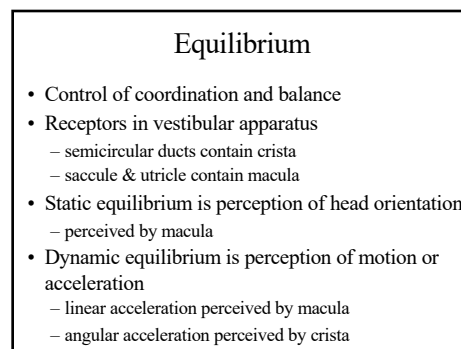 Equilibrium
• Control of coordination and balance
• Receptors in vestibular apparatus
– semicircular ducts contain crista
– saccule & utricle contain macula
• Static equilibrium is perception of head orientation
– perceived by macula
• Dynamic equilibrium is perception of motion or
acceleration
– linear acceleration perceived by macula
– angular acceleration perceived by crista